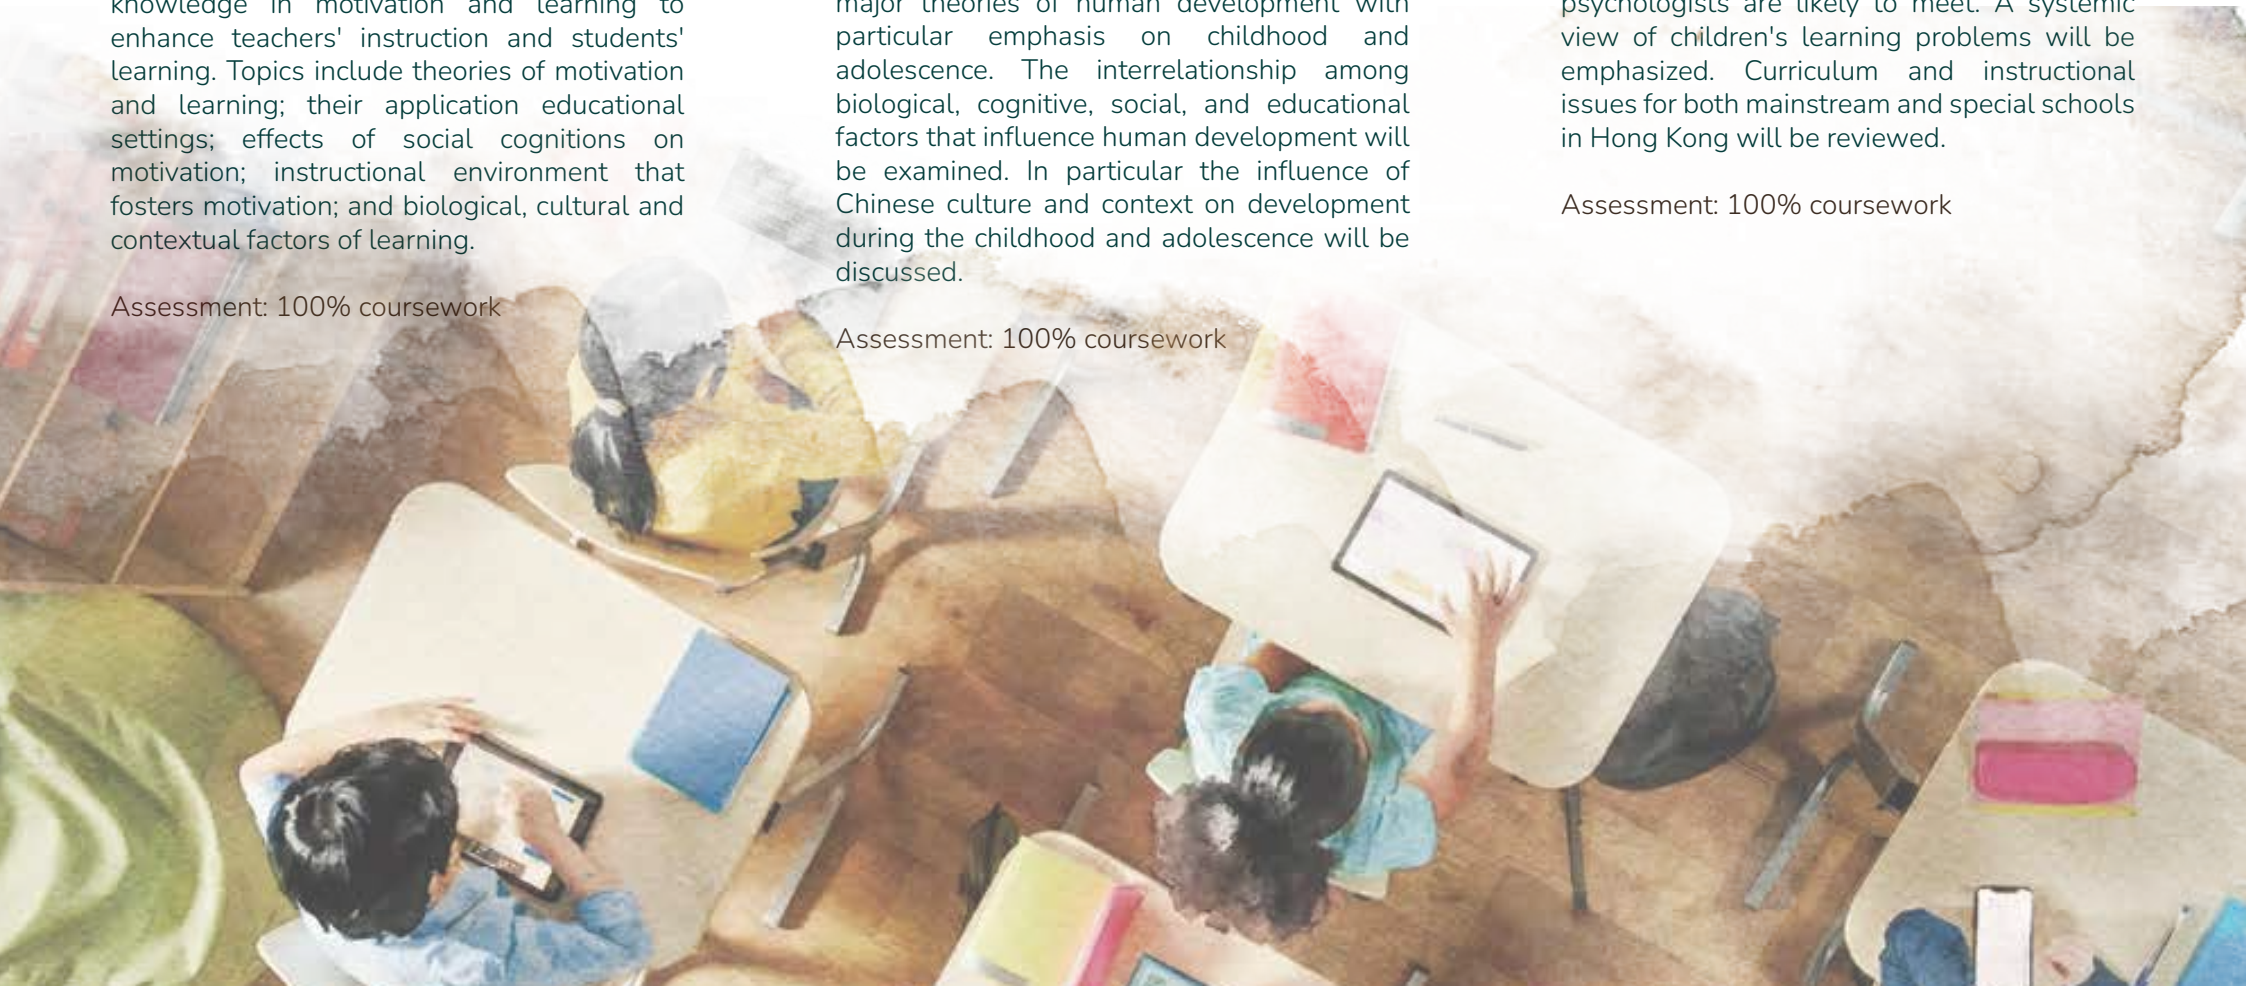 knowledge in motivation and learning to
enhance teachers' instruction and students'
learning. Topics include theories of motivation
and learning; their application educational
settings; effects of social cognitions on
motivation; instructional environment that
fosters motivation; and biological, cultural and
contextual factors of learning.
Assessment: 100% coursework
major theories of human development with
particular emphasis on childhood and
adolescence. The interrelationship among
biological, cognitive, social, and educational
factors that influence human development will
be examined. In particular the influence of
Chinese culture and context on development
during the childhood and adolescence will be
discussed.
Assessment: 100% coursework
psychologists are likely to meet. A systemic
view of children's learning problems will be
emphasized. Curriculum and instructional
issues for both mainstream and special schools
in Hong Kong will be reviewed.
Assessment: 100% coursework